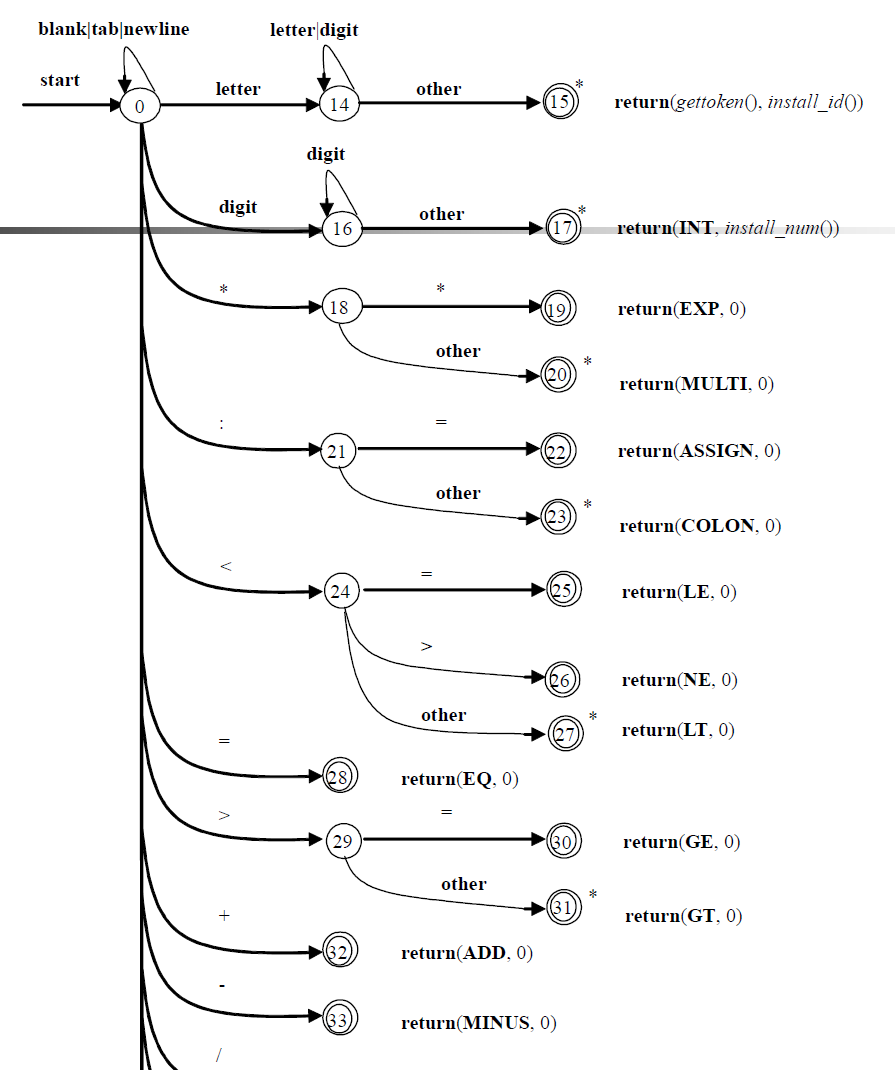 blank|tab|newline letter|digit
start letter other *
0 14 15 return(gettoken(), install_id())
digit
digit other *
16 17 return(INT, install_num())
* *
18 19 return(EXP, 0)
other *
20 return(MULTI, 0)
: =
21 22 return(ASSIGN, 0)
other *
23 return(COLON, 0)
< =
24 25 return(LE, 0)
>
26 return(NE, 0)
other *
27 return(LT, 0)
=
28 return(EQ, 0)
> =
29 30 return(GE, 0)
other *
31 return(GT, 0)
+
32 return(ADD, 0)
-
33 return(MINUS, 0)
/